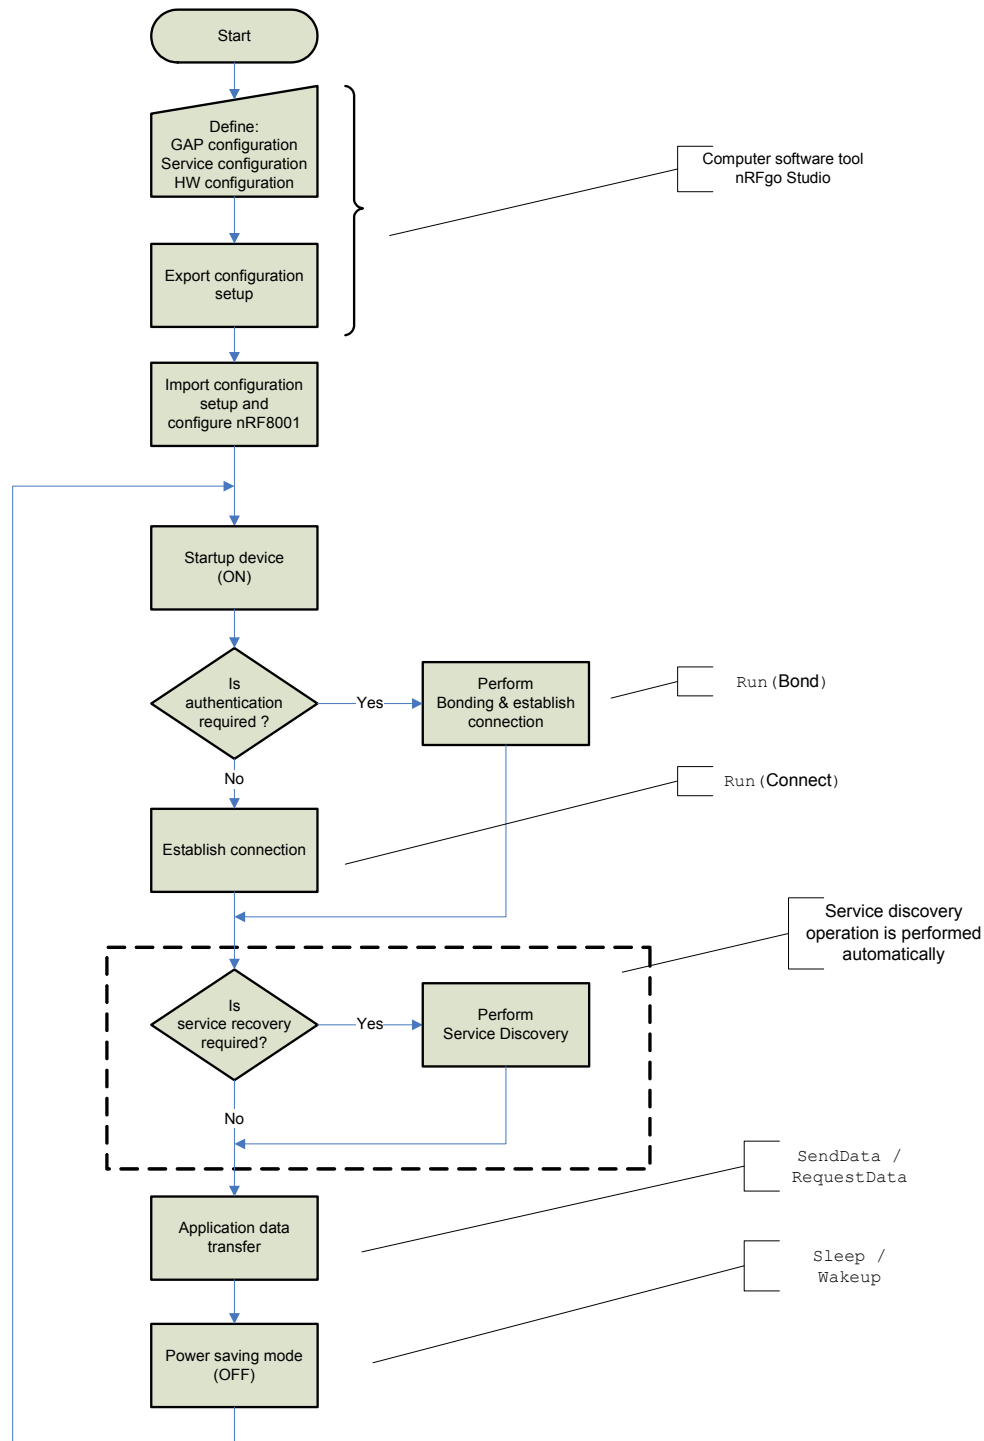 Start
Define:
GAP configuration
Service configuration
HW configuration
Computer software tool
nRFgo Studio
Export configuration
setup
Import configuration
setup and
configure nRF8001
Startup device
(ON)
Is
authentication
required ?
Yes
Perform
Bonding & establish
connection
Run(Bond)
No
Run(Connect)
Establish connection
Service discovery
operation is performed
automatically
Is
service recovery
required?
Yes
Perform
Service Discovery
No
SendData /
RequestData
Application data
transfer
Sleep /
Wakeup
Power saving mode
(OFF)